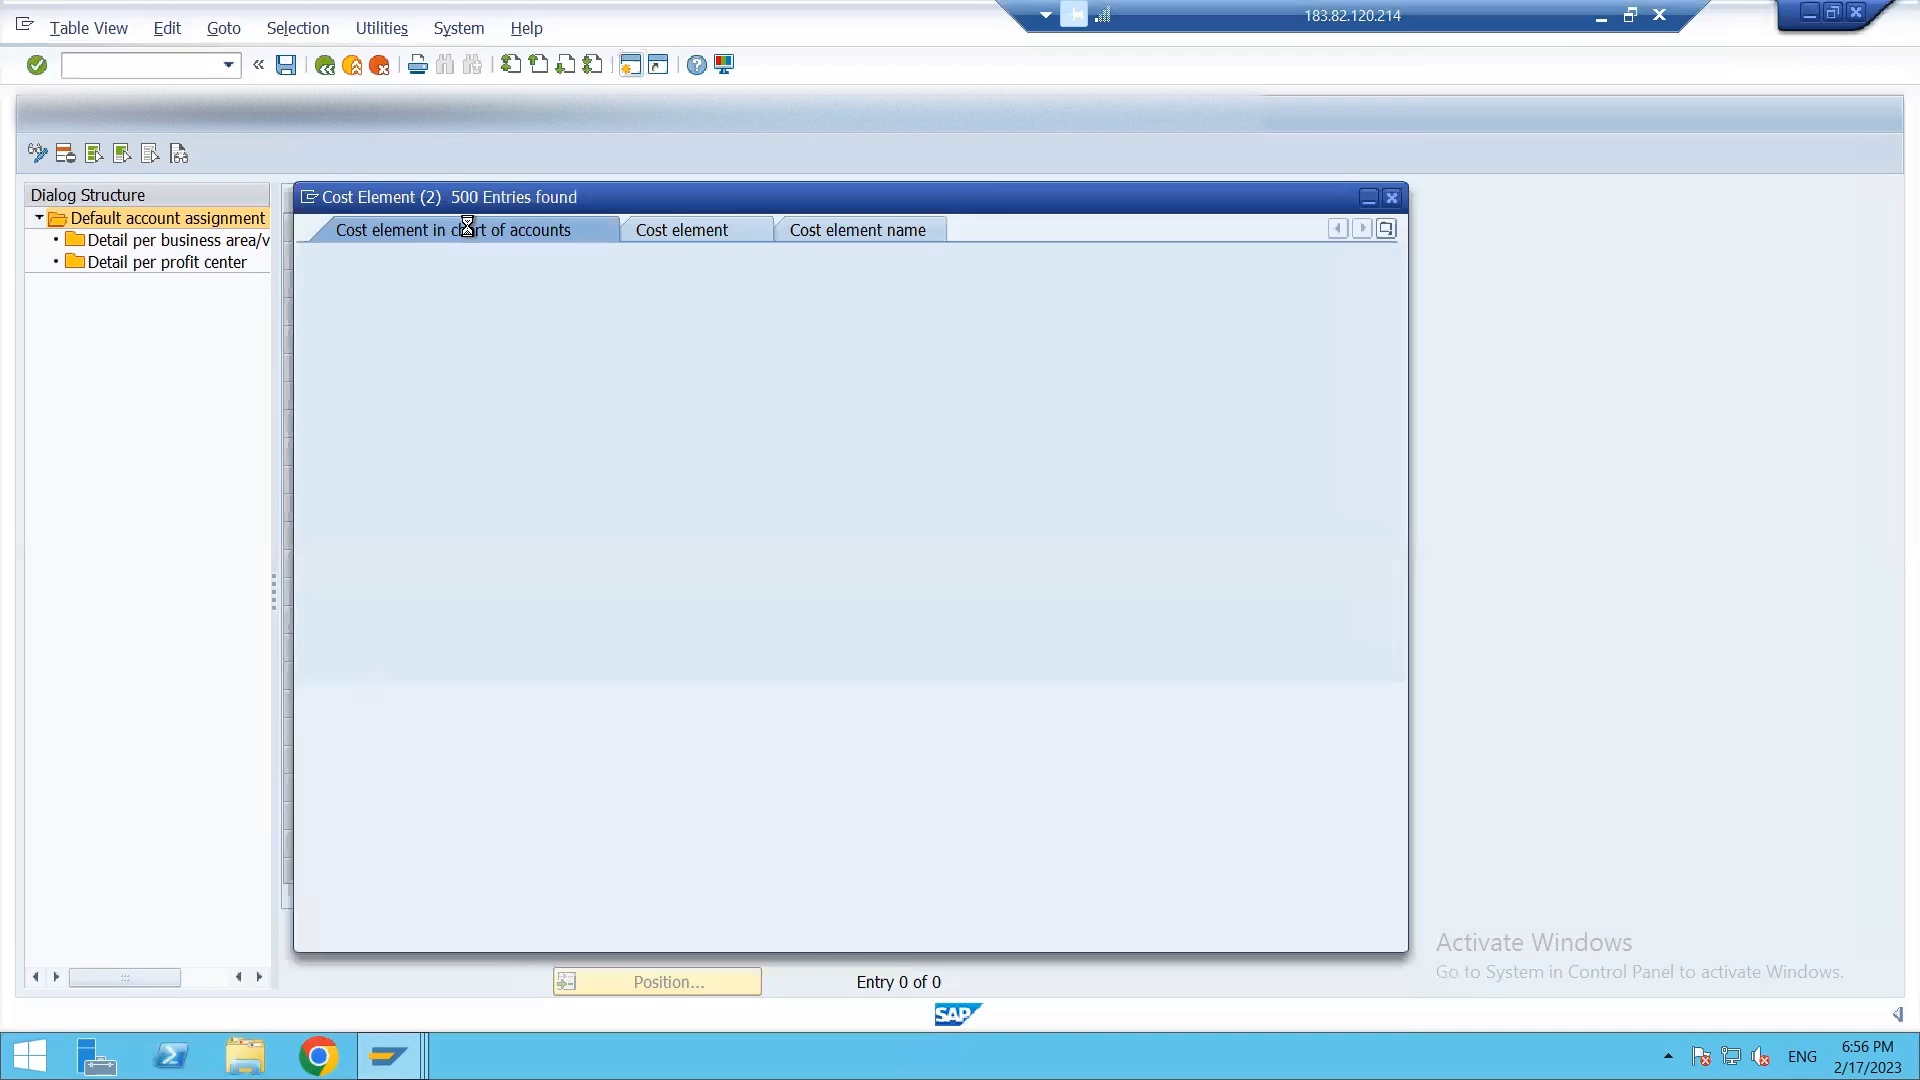 183.82.120.214
Table View Edit Goto Selection Utilities System Help
Dialog Structure
Default account assignment
Detail per business area/v
Detail per profit center
Cost Element (2) 500 Entries found
Cost element in chart of accounts Cost element Cost element name
Position... Entry 0 of 0
Activate Windows
Go to System in Control Panel to activate Windows.
SAP
ENG
6:56 PM
2/17/2023